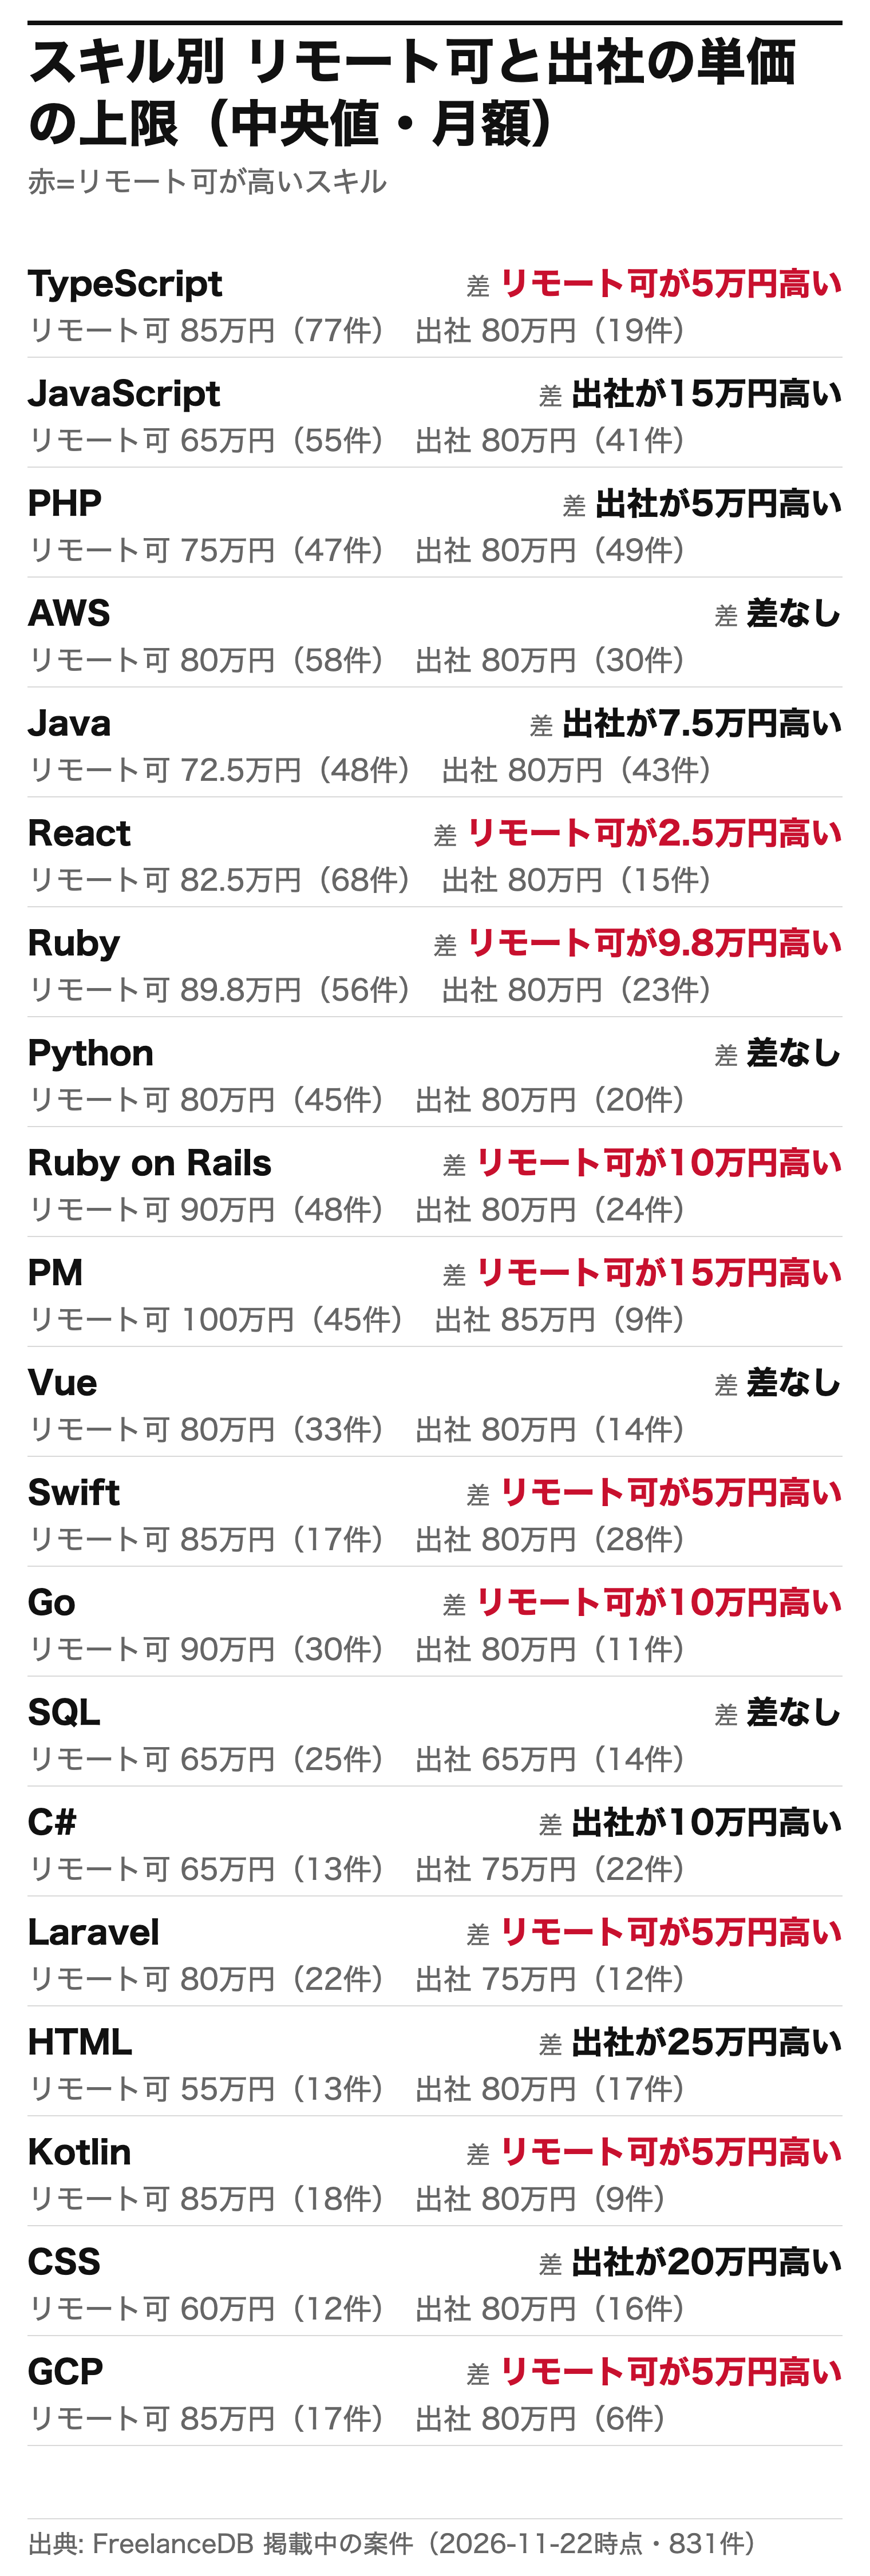 スキル別 リモート可と出社の単価
の上限（中央値・月額）
赤=リモート可が高いスキル
TypeScript 差 リモート可が5万円高い
リモート可 85万円（77件） 出社 80万円（19件）
JavaScript 差 出社が15万円高い
リモート可 65万円（55件） 出社 80万円（41件）
PHP 差 出社が5万円高い
リモート可 75万円（47件） 出社 80万円（49件）
AWS 差 差なし
リモート可 80万円（58件） 出社 80万円（30件）
Java 差 出社が7.5万円高い
リモート可 72.5万円（48件） 出社 80万円（43件）
React 差 リモート可が2.5万円高い
リモート可 82.5万円（68件） 出社 80万円（15件）
Ruby 差 リモート可が9.8万円高い
リモート可 89.8万円（56件） 出社 80万円（23件）
Python 差 差なし
リモート可 80万円（45件） 出社 80万円（20件）
Ruby on Rails 差 リモート可が10万円高い
リモート可 90万円（48件） 出社 80万円（24件）
PM 差 リモート可が15万円高い
リモート可 100万円（45件） 出社 85万円（9件）
Vue 差 差なし
リモート可 80万円（33件） 出社 80万円（14件）
Swift 差 リモート可が5万円高い
リモート可 85万円（17件） 出社 80万円（28件）
Go 差 リモート可が10万円高い
リモート可 90万円（30件） 出社 80万円（11件）
SQL 差 差なし
リモート可 65万円（25件） 出社 65万円（14件）
C# 差 出社が10万円高い
リモート可 65万円（13件） 出社 75万円（22件）
Laravel 差 リモート可が5万円高い
リモート可 80万円（22件） 出社 75万円（12件）
HTML 差 出社が25万円高い
リモート可 55万円（13件） 出社 80万円（17件）
Kotlin 差 リモート可が5万円高い
リモート可 85万円（18件） 出社 80万円（9件）
CSS 差 出社が20万円高い
リモート可 60万円（12件） 出社 80万円（16件）
GCP 差 リモート可が5万円高い
リモート可 85万円（17件） 出社 80万円（6件）
出典: FreelanceDB 掲載中の案件（2026-11-22時点・831件）